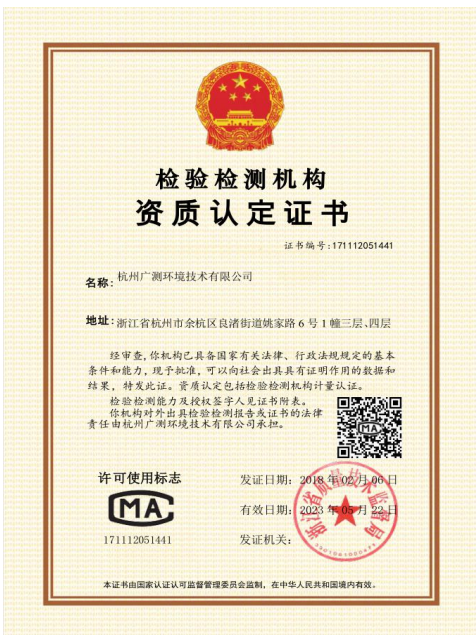 检验检测机构
资质认定证书
证书编号:171112051441
名称:杭州广测环境技术有限公司
地址:浙江省杭州市余杭区良渚街道姚家路6号1幢三层、四层
经审查,你机构已具备国家有关法律、行政法规规定的基本
条件和能力,现予批准,可以向社会出具具有证明作用的数据和
结果,特发此证。资质认定包括检验检测机构计量认证。
检验检测能力及授权签字人见证书附表。
你机构对外出具检验检测报告或证书的法律
责任由杭州广测环境技术有限公司承担。
MA
许可使用标志
MA
171112051441
发证日期:2018年02月06日
有效日期:2023年05月22日
发证机关:
浙江省质量技术监督局
本证书由国家认证认可监督管理委员会监制,在中华人民共和国境内有效。